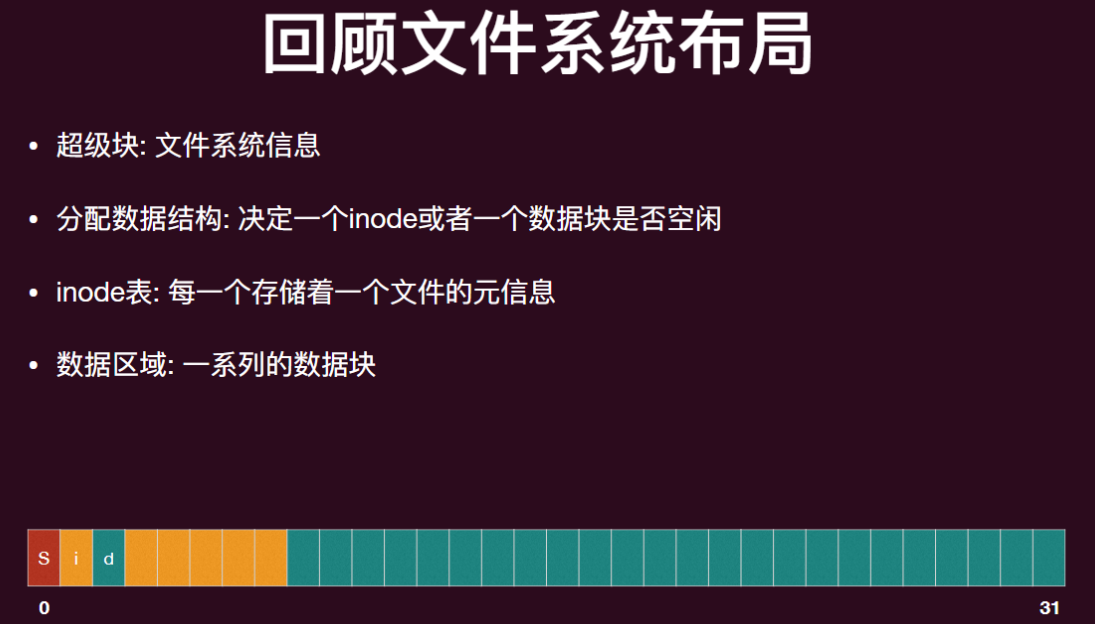 回顾文件系统布局
• 超级块: 文件系统信息
• 分配数据结构: 决定一个inode或者一个数据块是否空闲
• inode表: 每一个存储着一个文件的元信息
• 数据区域: 一系列的数据块
S i d
0 31